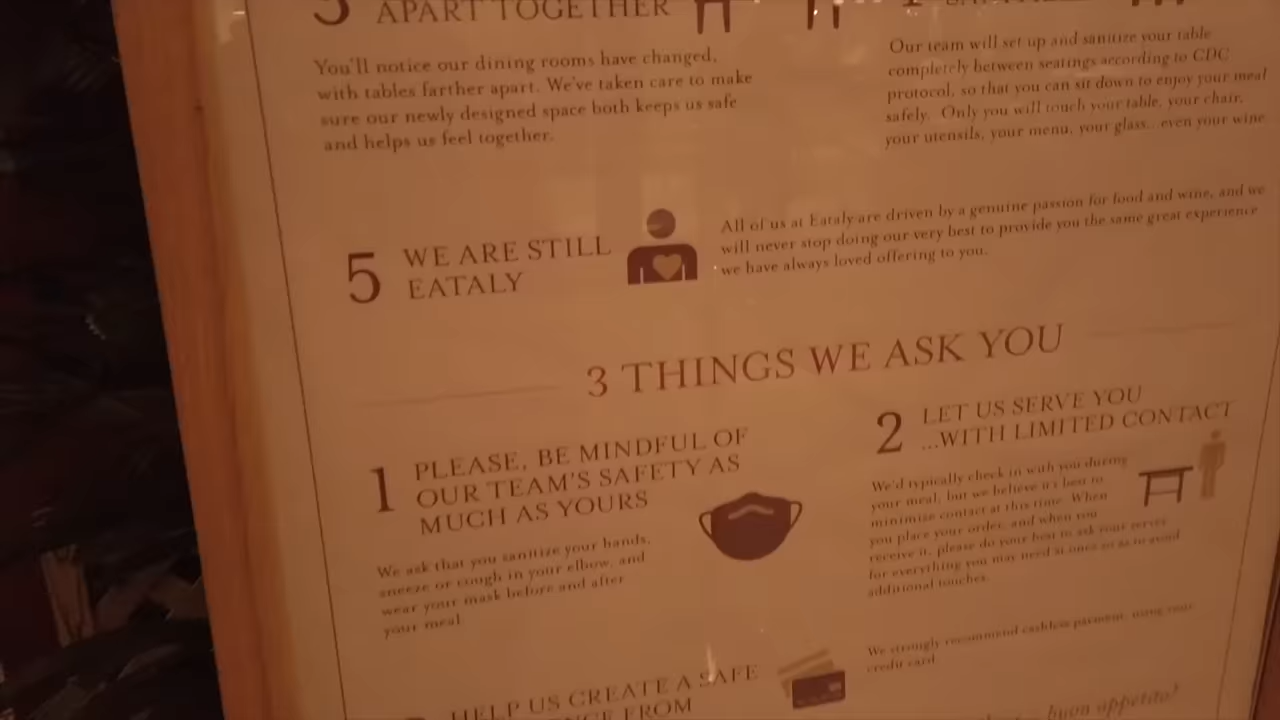 3 APART TOGETHER
You'll notice our dining rooms have changed,
with tables farther apart. We've taken care to make
sure our newly designed space both keeps us safe
and helps us feel together.
Our team will set up and sanitize your table
completely between seatings according to CDC
protocol, so that you can sit down to enjoy your meal
safely. Only you will touch your table, your chair,
your utensils, your menu, your glass...even your wine
5 WE ARE STILL
EATALY
All of us at Eataly are driven by a genuine passion for food and wine, and we
will never stop doing our very best to provide you the same great experience
we have always loved offering to you.
3 THINGS WE ASK YOU
1 PLEASE, BE MINDFUL OF
OUR TEAM'S SAFETY AS
MUCH AS YOURS
We ask that you sanitize your hands,
sneeze or cough in your elbow, and
wear your mask before and after
your meal.
2 LET US SERVE YOU
...WITH LIMITED CONTACT
We'd typically check in with you during
your meal, but we believe it's best to
minimize contact at this time. When
you place your order, and when you
receive it, please do your best to ask your server
for everything you may need at once so as to avoid
additional touches.
HELP US CREATE A SAFE
FROM
We strongly recommend cashless payment, using your
credit card.
buon appetito!